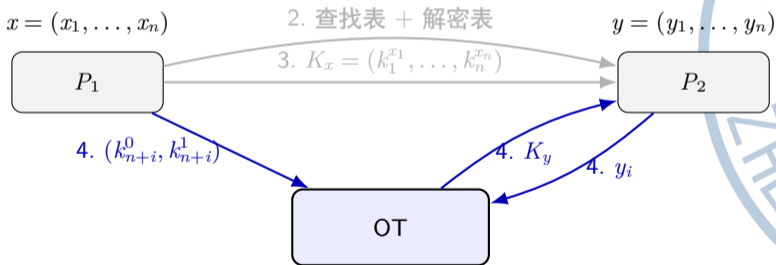 x = (x_1, ..., x_n)
2. 查找表 + 解密表
y = (y_1, ..., y_n)
P_1
3. K_x = (k_1^{x_1}, ..., k_n^{x_n})
P_2
4. (k_{n+i}^0, k_{n+i}^1)
4. K_y
4. y_i
OT
ZHE